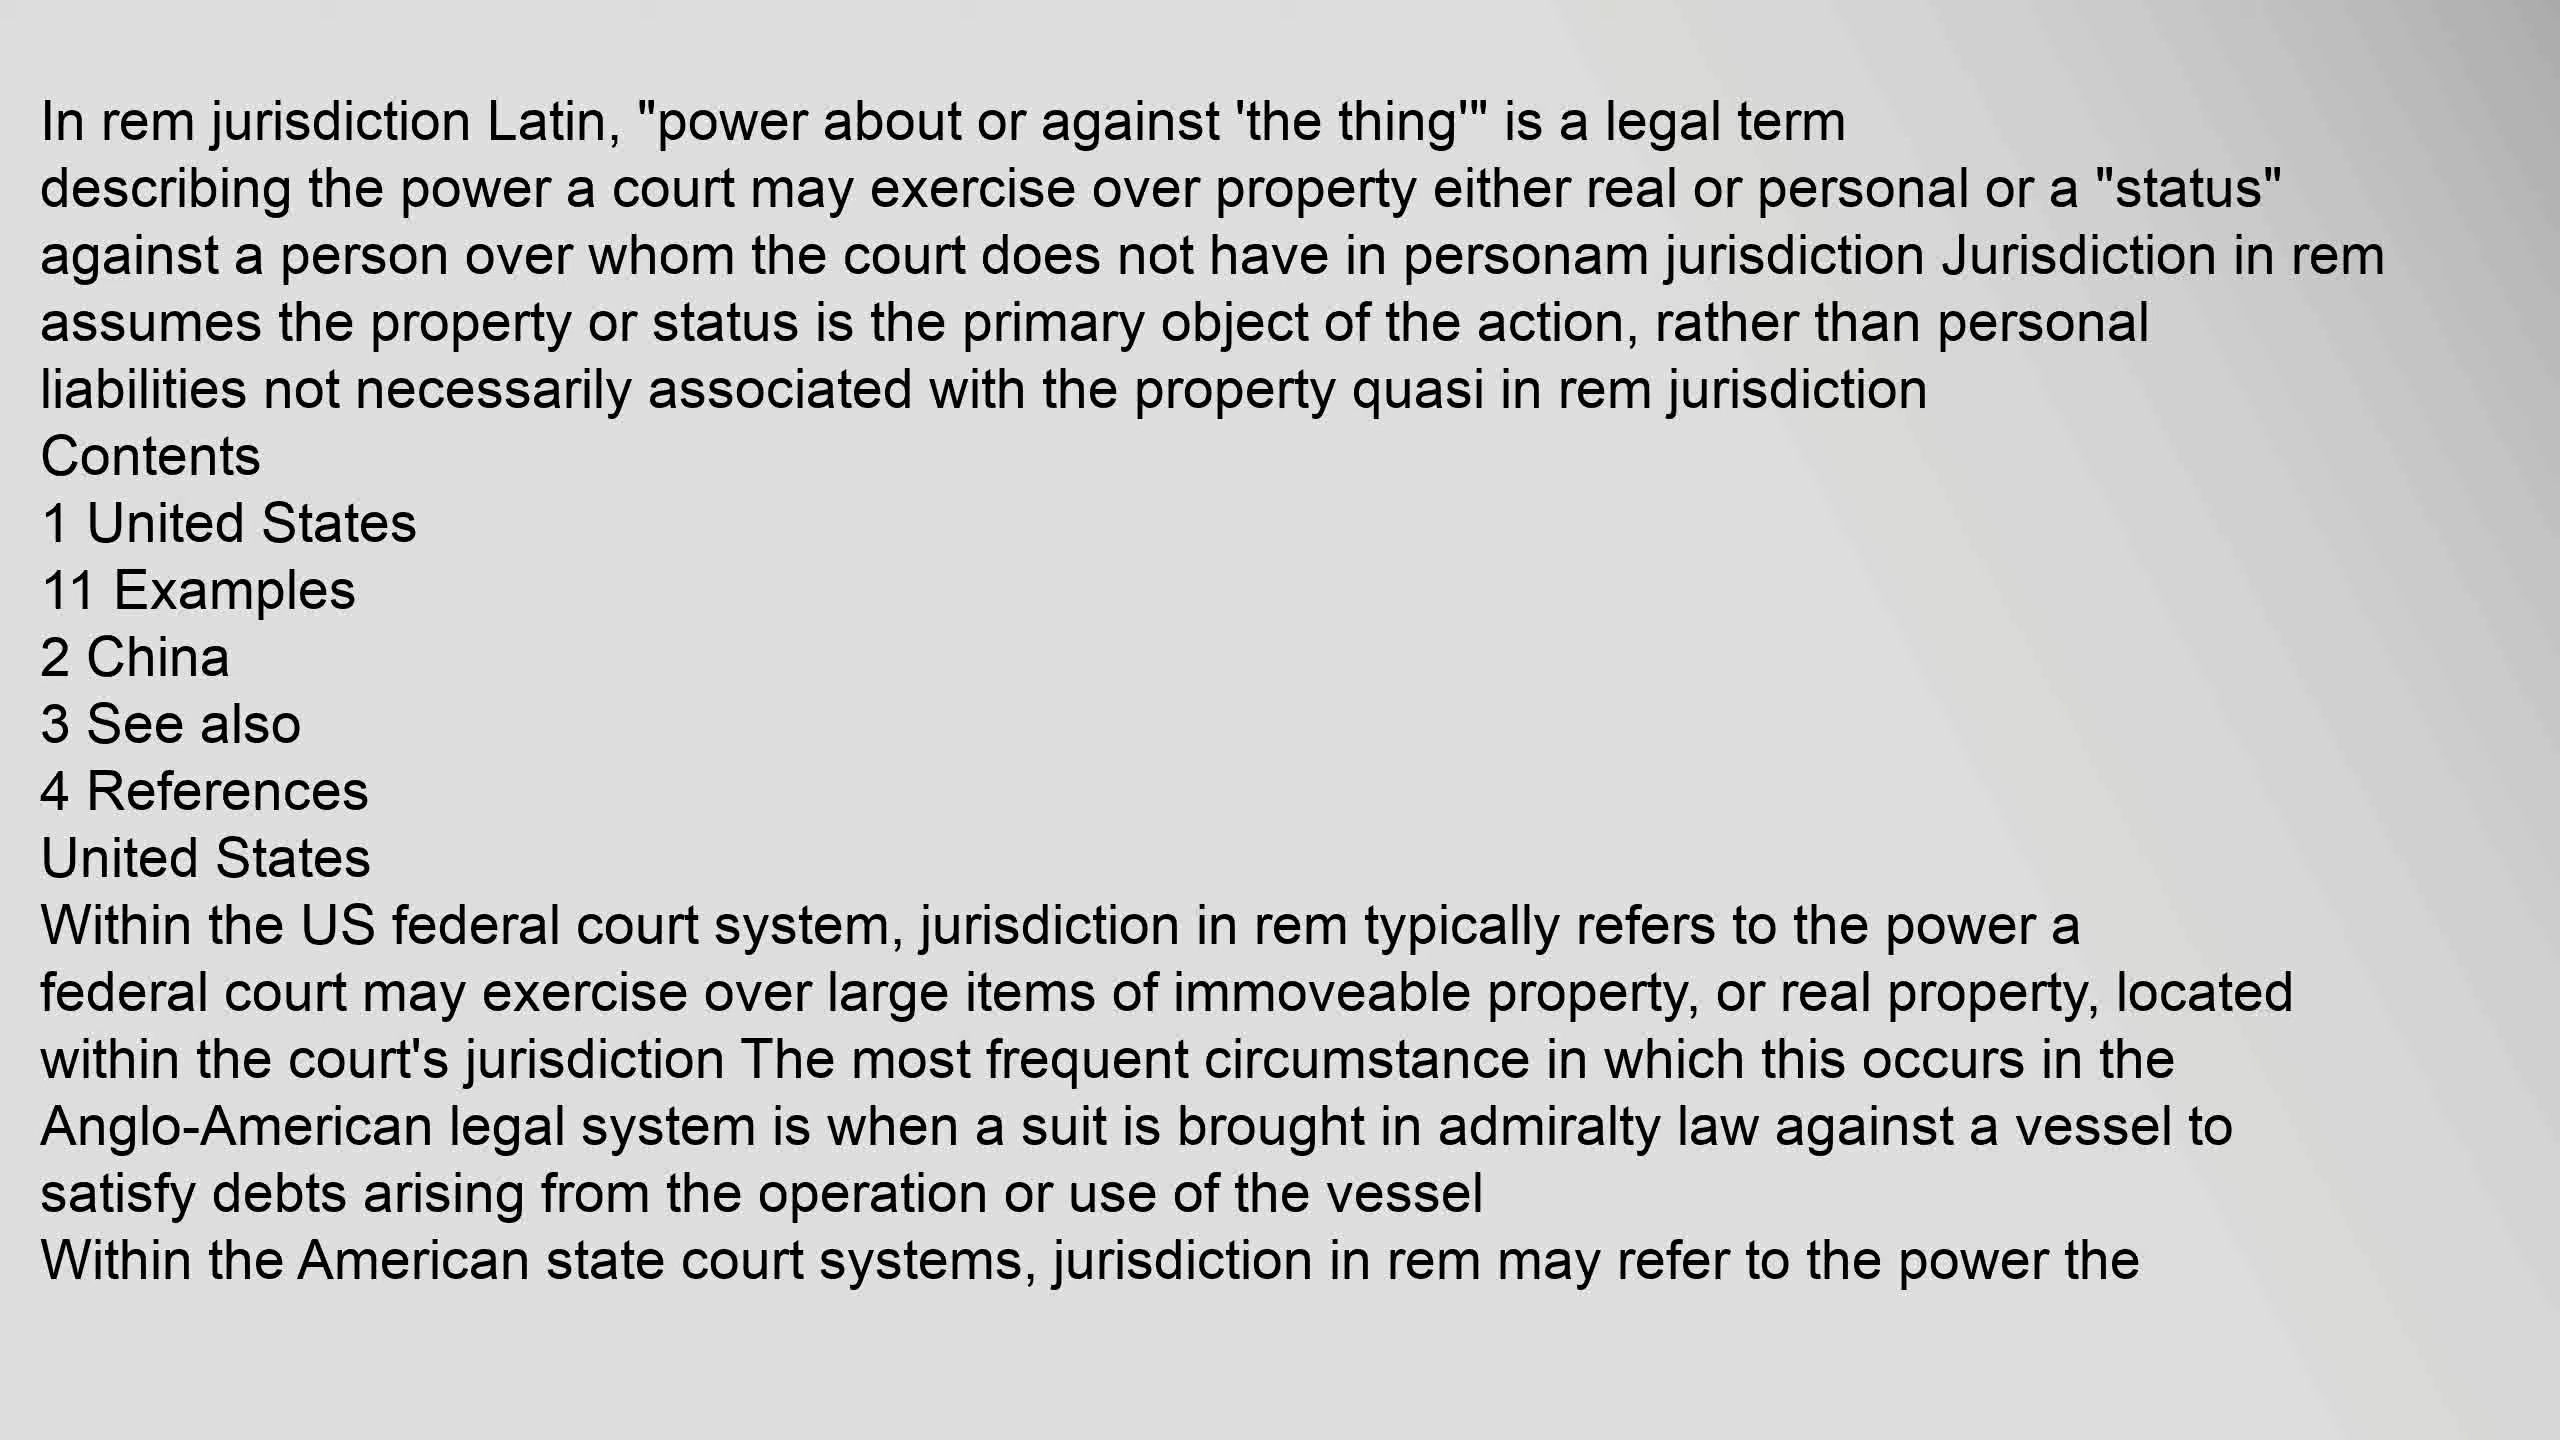 In rem jurisdiction Latin, "power about or against 'the thing'" is a legal term
describing the power a court may exercise over property either real or personal or a "status"
against a person over whom the court does not have in personam jurisdiction Jurisdiction in rem
assumes the property or status is the primary object of the action, rather than personal
liabilities not necessarily associated with the property quasi in rem jurisdiction
Contents
1 United States
11 Examples
2 China
3 See also
4 References
United States
Within the US federal court system, jurisdiction in rem typically refers to the power a
federal court may exercise over large items of immoveable property, or real property, located
within the court's jurisdiction The most frequent circumstance in which this occurs in the
Anglo-American legal system is when a suit is brought in admiralty law against a vessel to
satisfy debts arising from the operation or use of the vessel
Within the American state court systems, jurisdiction in rem may refer to the power the